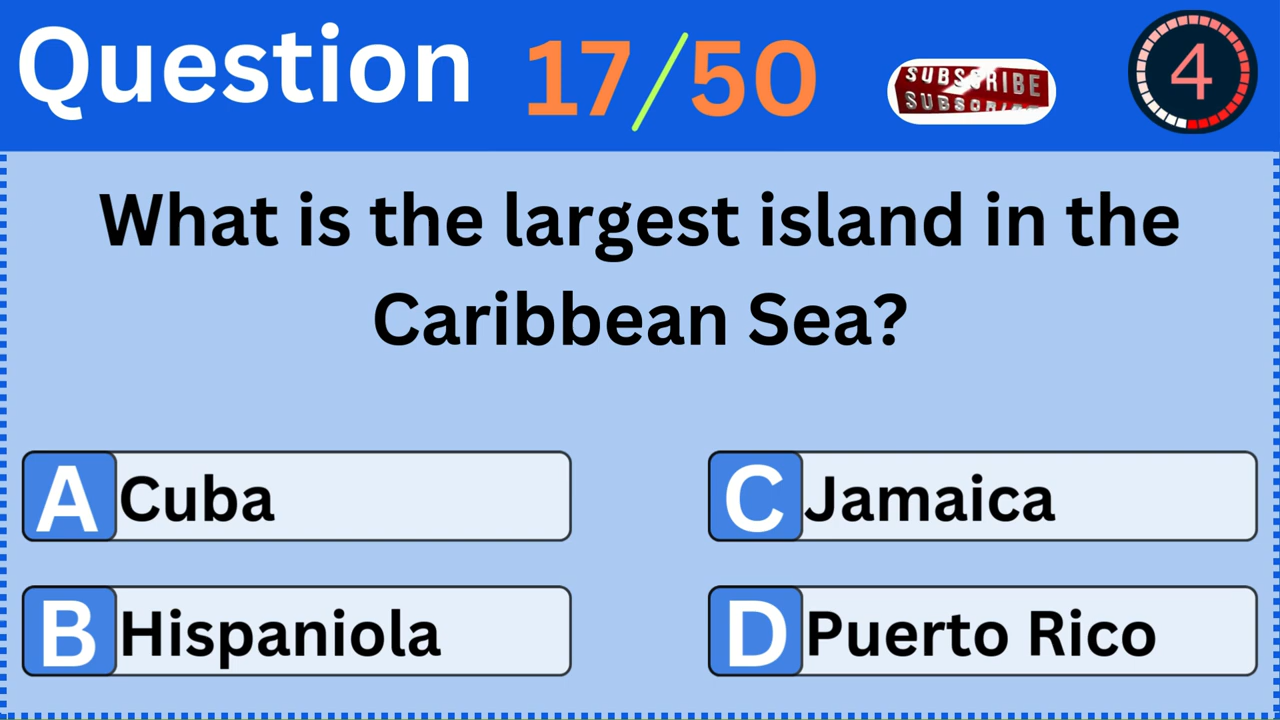 Question 17/50
SUBSCRIBE
SUBSCRIBE
4
What is the largest island in the
Caribbean Sea?
A Cuba
B Hispaniola
C Jamaica
D Puerto Rico